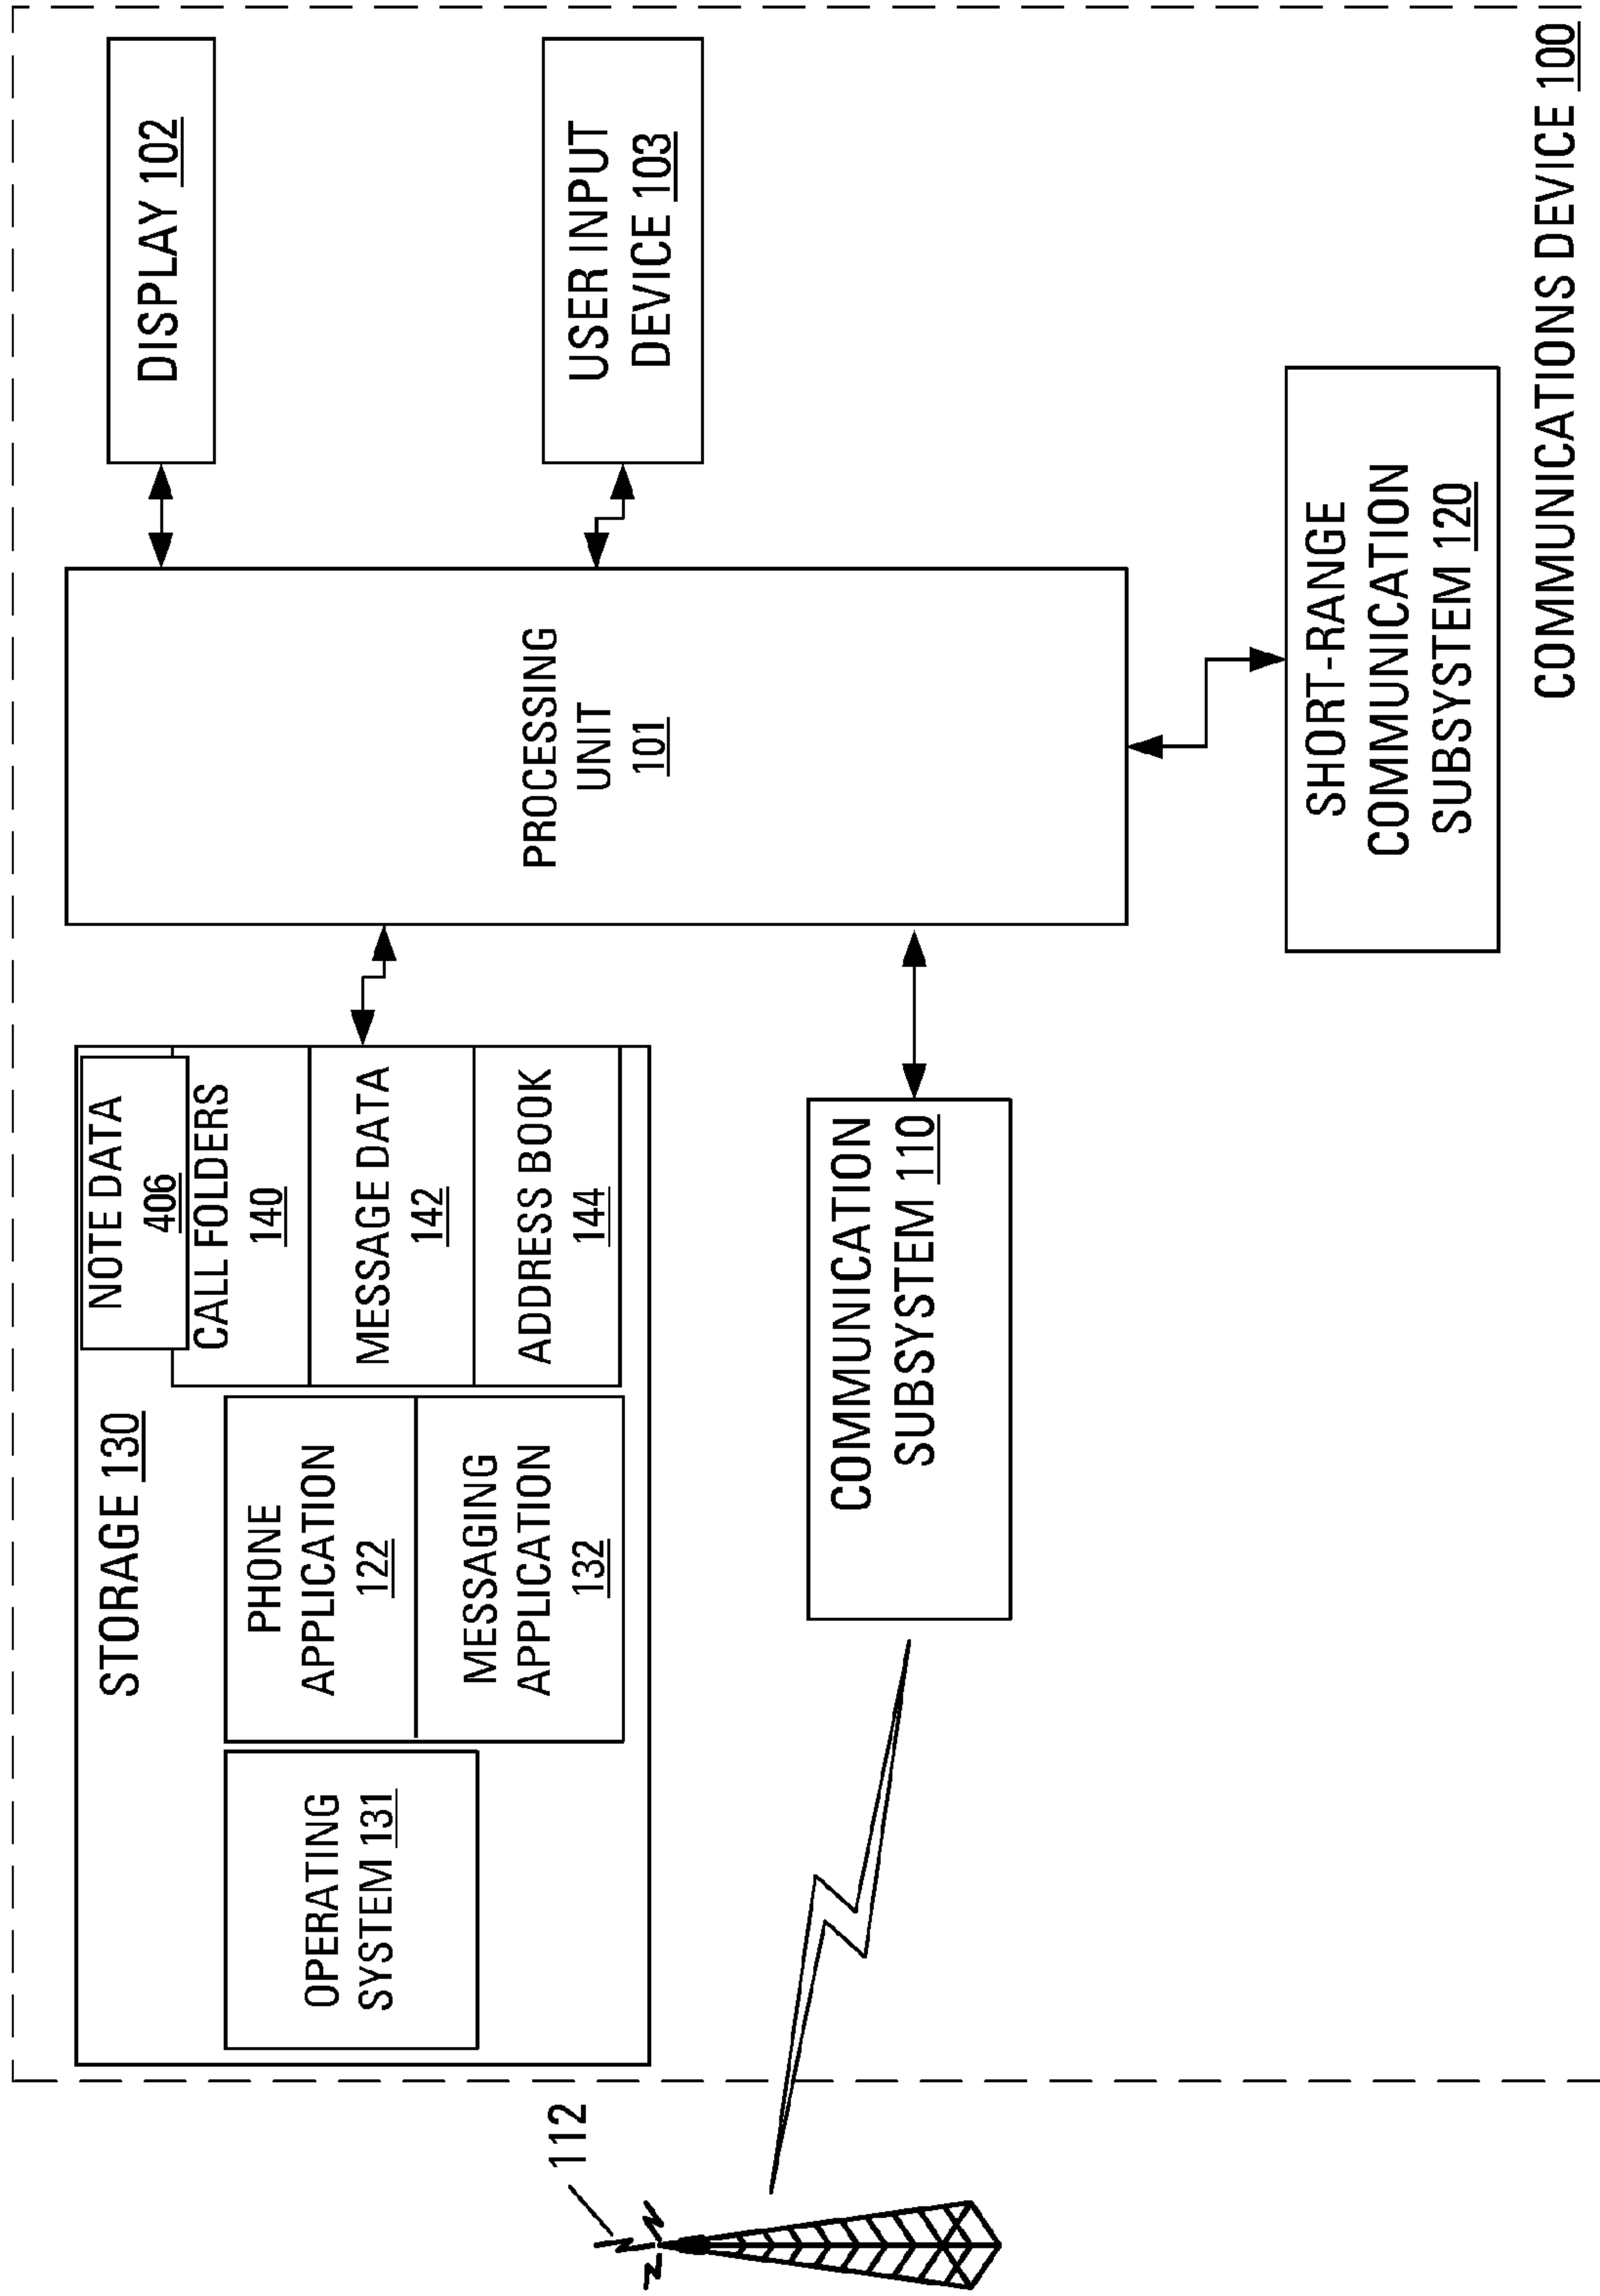 STORAGE 130
NOTE DATA
406
CALL FOLDERS
140
MESSAGE DATA
142
ADDRESS BOOK
144
PHONE
APPLICATION
122
MESSAGING
APPLICATION
132
OPERATING
SYSTEM 131
PROCESSING
UNIT
101
DISPLAY 102
USER INPUT
DEVICE 103
112
COMMUNICATION
SUBSYSTEM 110
SHORT-RANGE
COMMUNICATION
SUBSYSTEM 120
COMMUNICATIONS DEVICE 100